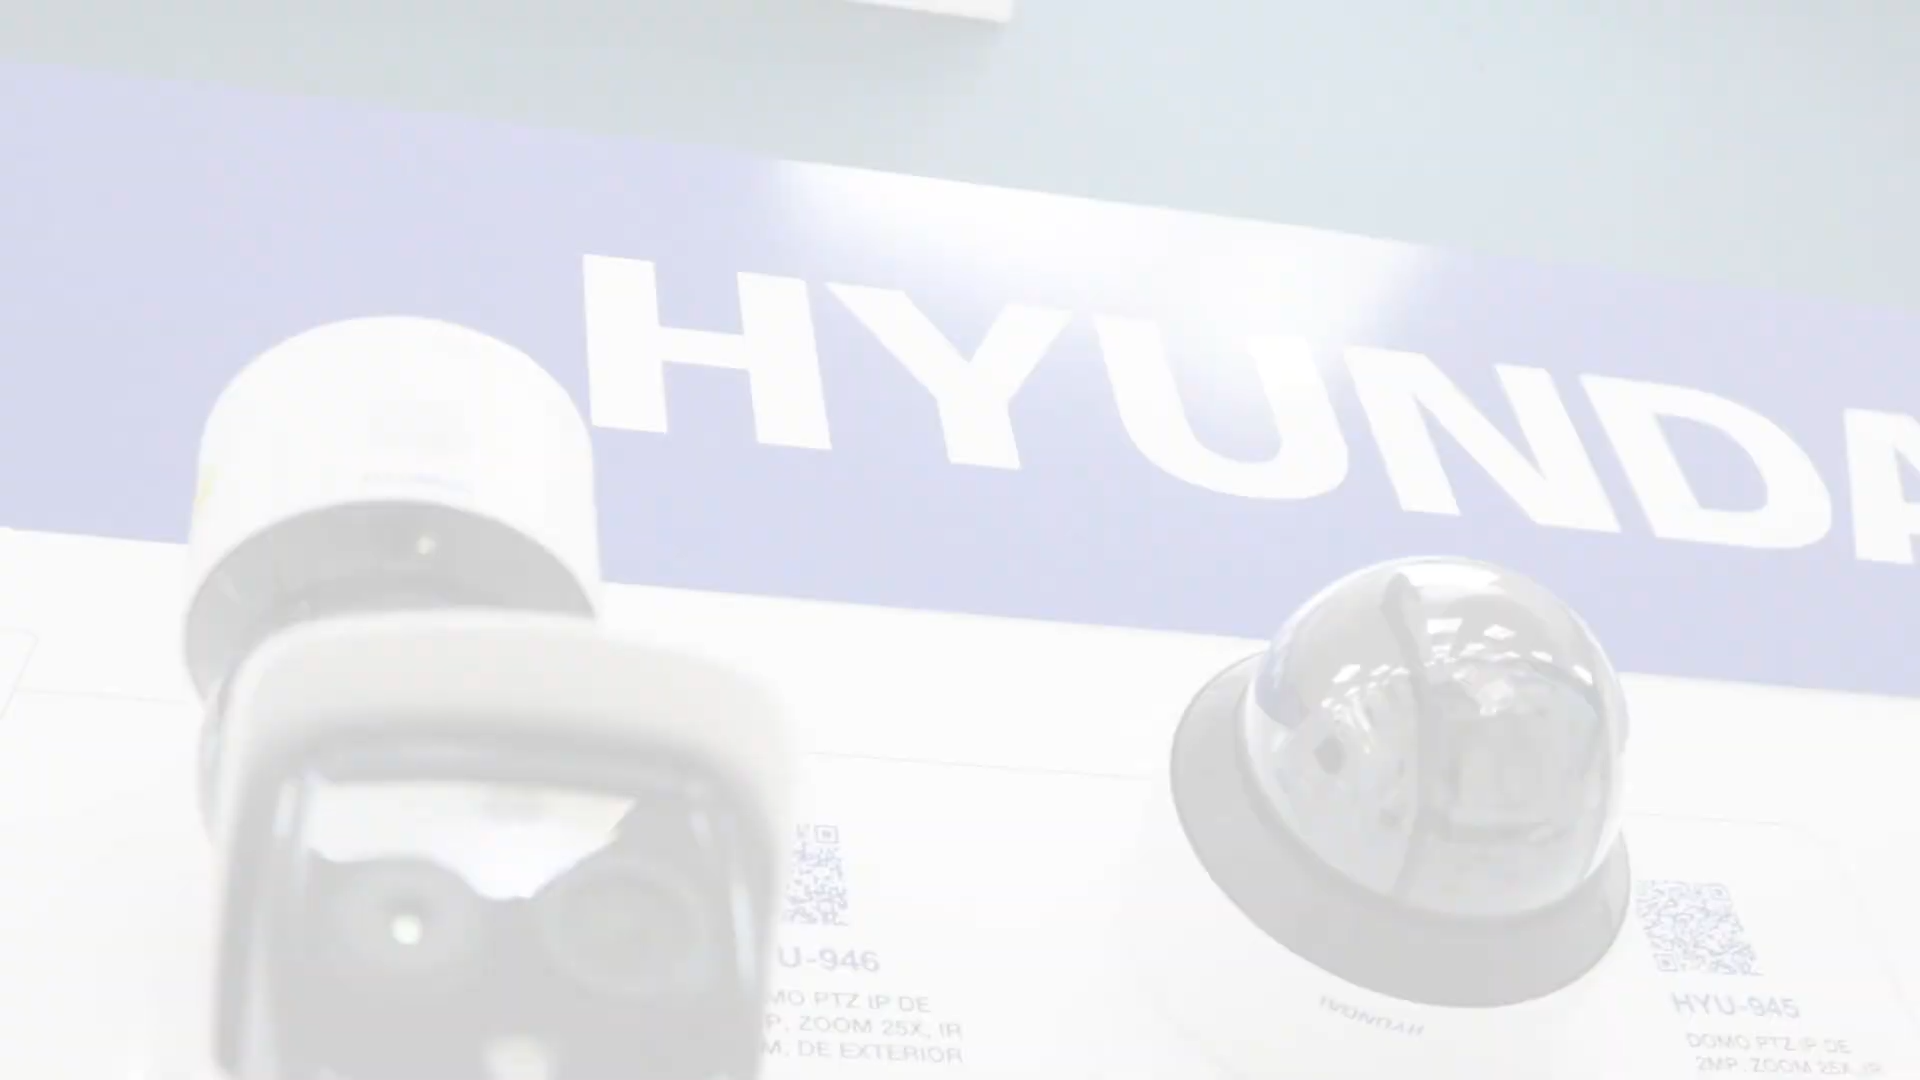 HYUNDA
U-946
MO PTZ IP DE
P, ZOOM 25X, IR
M, DE EXTERIOR
HYUNDAI
HYU-945
DOMO PTZ IP DE
2MP, ZOOM 25X, IR